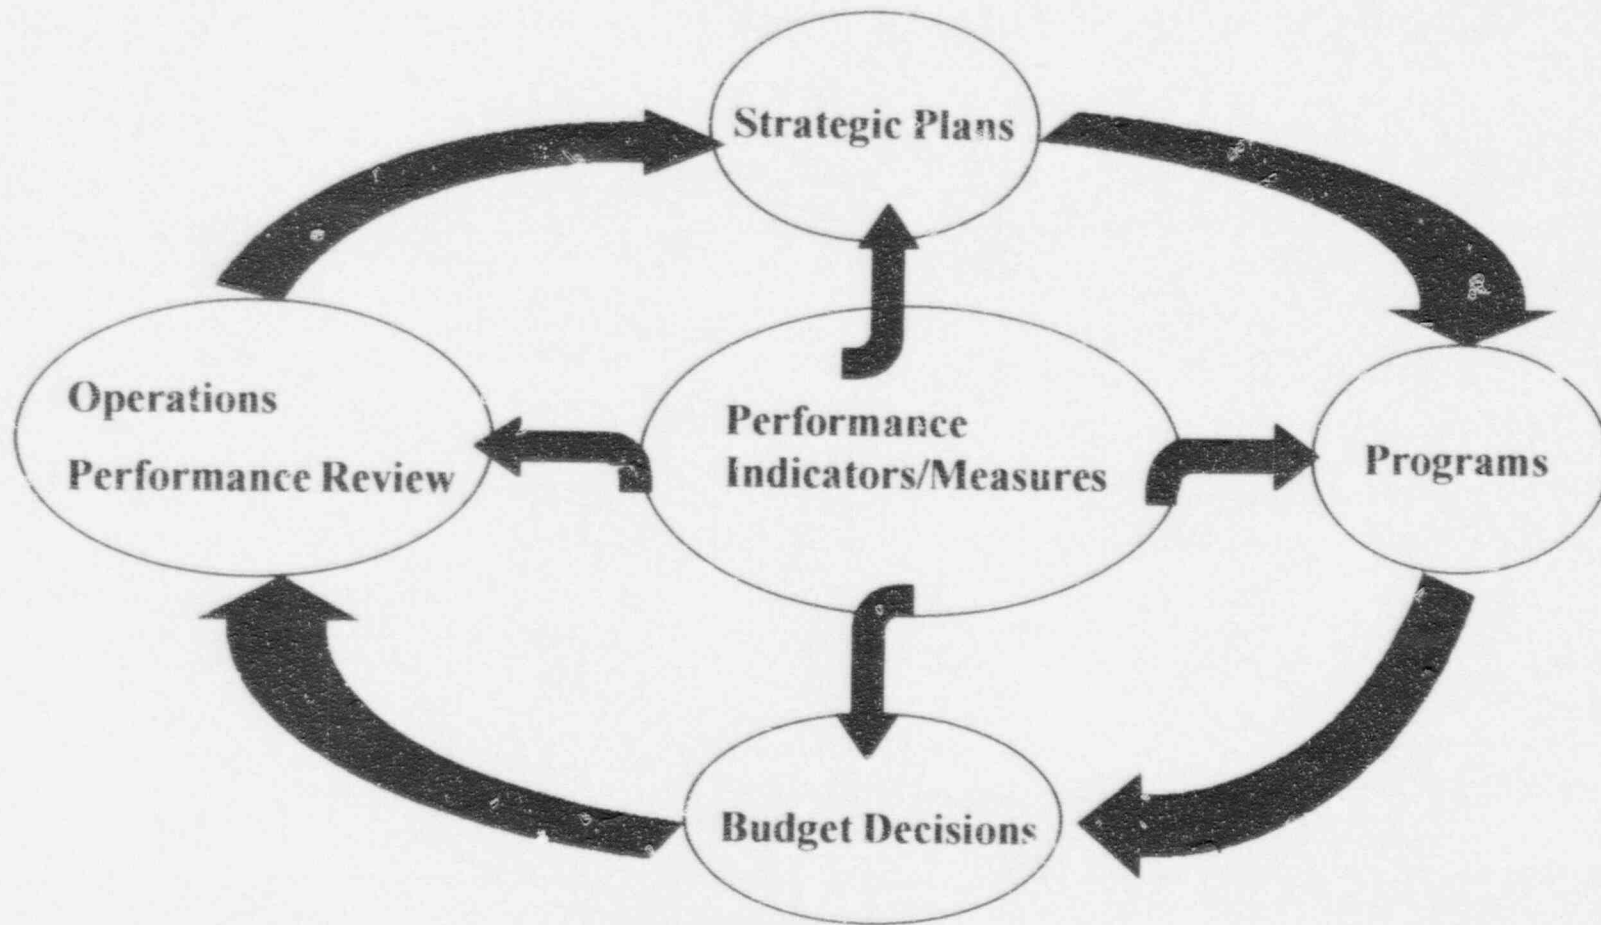 Strategic Plans
Operations
Performance Review
Performance
Indicators/Measures
Programs
Budget Decisions